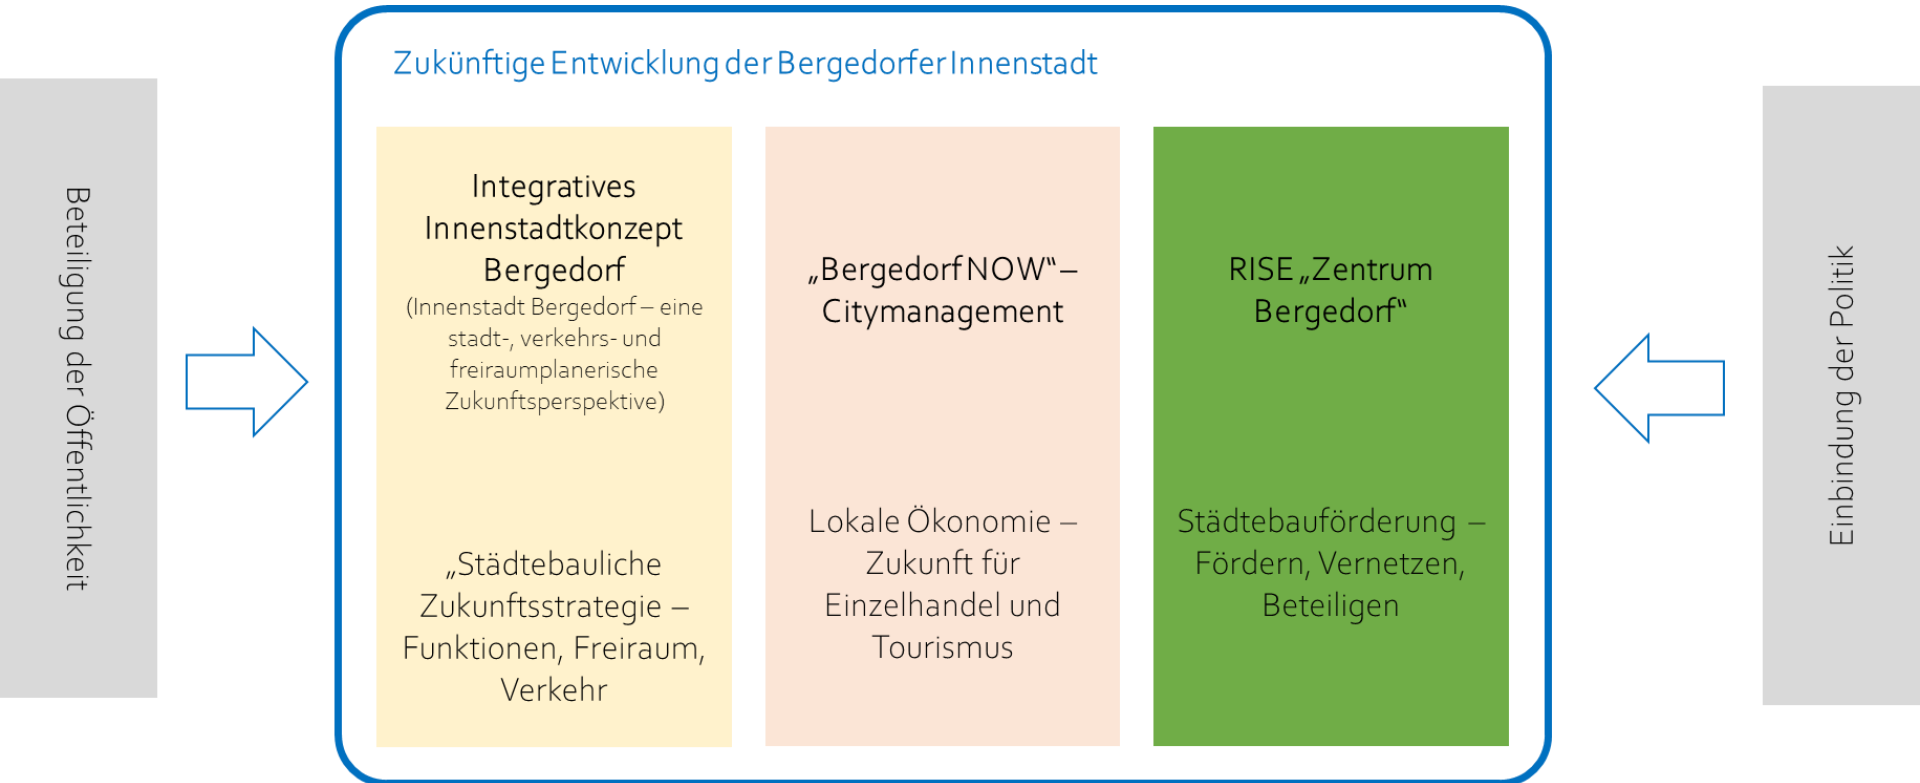 Zukünftige Entwicklung der Bergedorfer Innenstadt
Beteiligung der Öffentlichkeit
Integratives
Innenstadtkonzept
Bergedorf
(Innenstadt Bergedorf – eine
stadt-, verkehrs- und
freiraumplanerische
Zukunftsperspektive)
„Städtebauliche
Zukunftsstrategie –
Funktionen, Freiraum,
Verkehr
„Bergedorf NOW“ –
Citymanagement
Lokale Ökonomie –
Zukunft für
Einzelhandel und
Tourismus
RISE „Zentrum
Bergedorf“
Städtebauförderung –
Fördern, Vernetzen,
Beteiligen
Einbindung der Politik